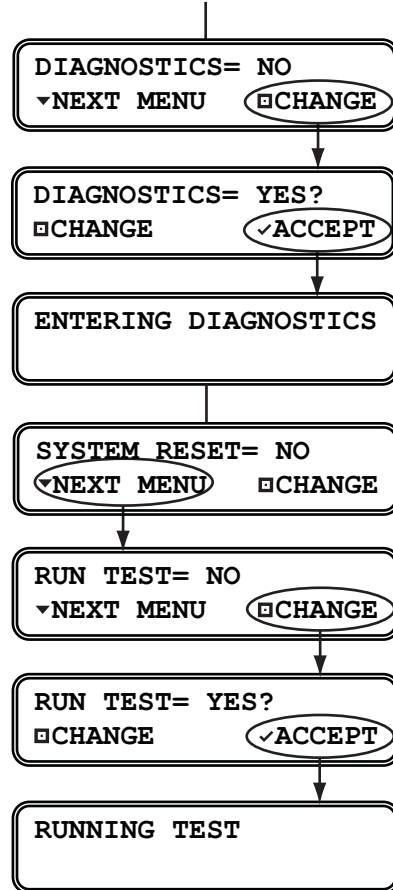 DIAGNOSTICS= NO
▾NEXT MENU ⊡CHANGE
DIAGNOSTICS= YES?
⊡CHANGE ✓ACCEPT
ENTERING DIAGNOSTICS
SYSTEM RESET= NO
▾NEXT MENU ⊡CHANGE
RUN TEST= NO
▾NEXT MENU ⊡CHANGE
RUN TEST= YES?
⊡CHANGE ✓ACCEPT
RUNNING TEST